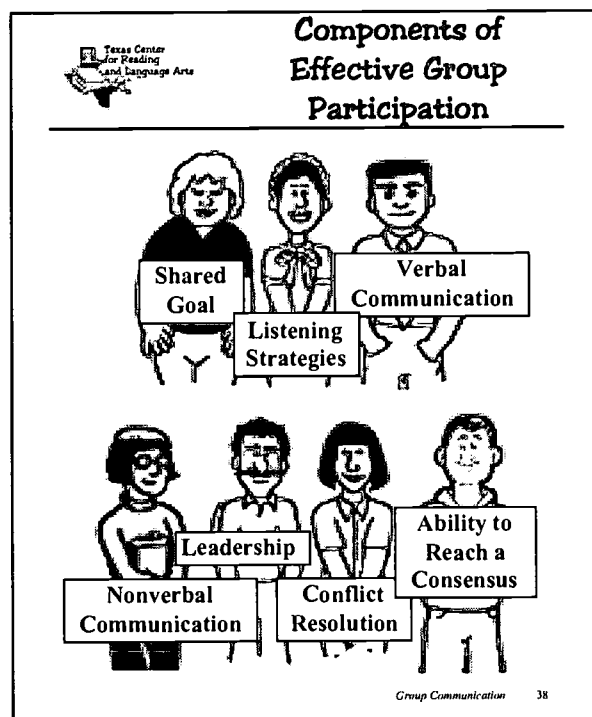 Texas Center
for Reading
and Language Arts
Components of
Effective Group
Participation
Shared
Goal
Listening
Strategies
Verbal
Communication
Nonverbal
Communication
Leadership
Conflict
Resolution
Ability to
Reach a
Consensus
Group Communication 38